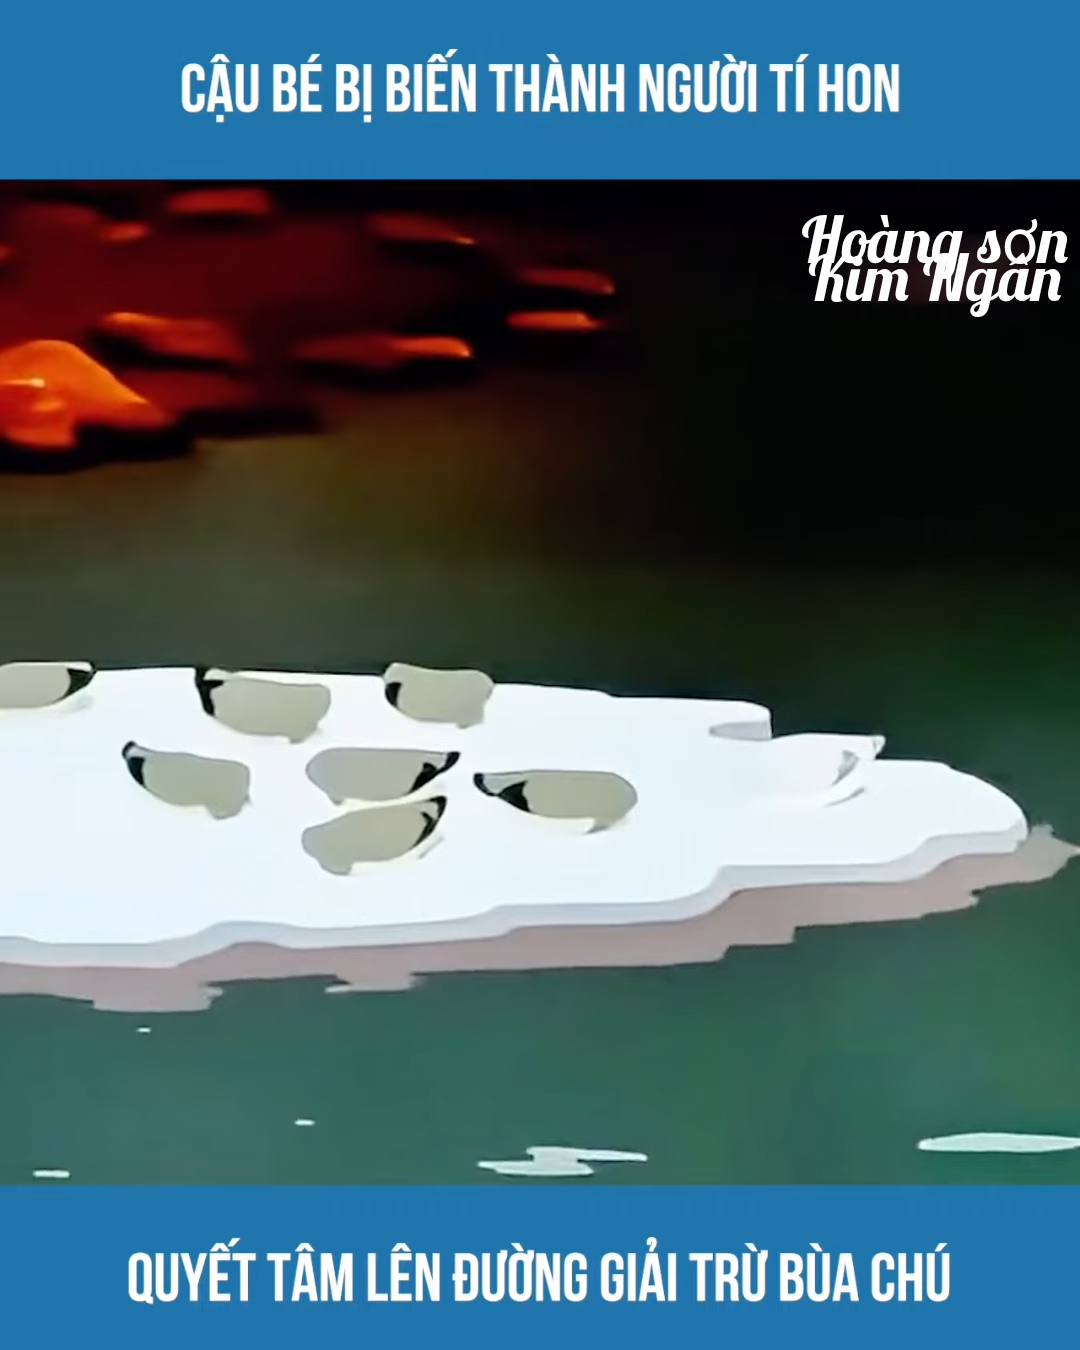 CẬU BÉ BỊ BIẾN THÀNH NGƯỜI TÍ HON
Hoàng sơn
Kim Ngân
QUYẾT TÂM LÊN ĐƯỜNG GIẢI TRỪ BÙA CHÚ